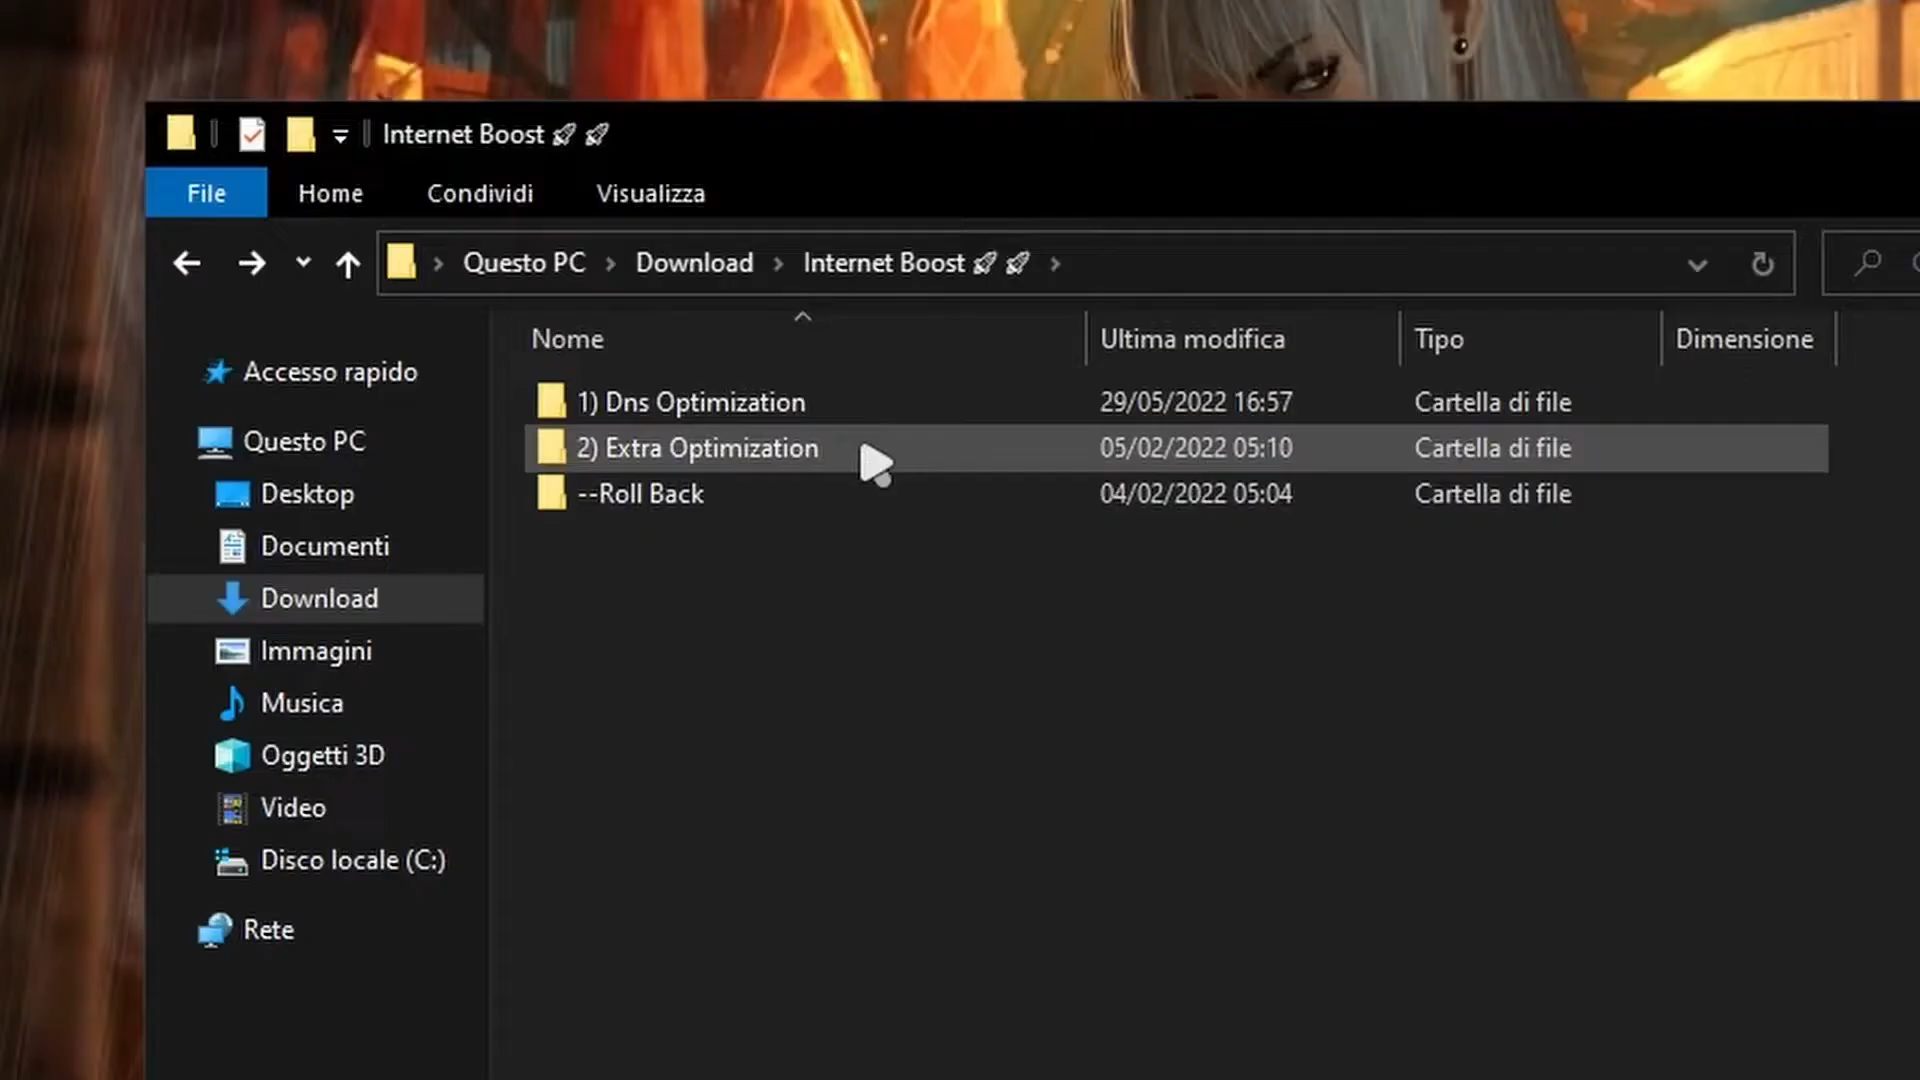 Internet Boost 🚀 🚀
File Home Condividi Visualizza
Questo PC Download Internet Boost 🚀 🚀
Nome Ultima modifica Tipo Dimensione
Accesso rapido
Questo PC
Desktop
Documenti
Download
Immagini
Musica
Oggetti 3D
Video
Disco locale (C:)
Rete
1) Dns Optimization 29/05/2022 16:57 Cartella di file
2) Extra Optimization 05/02/2022 05:10 Cartella di file
--Roll Back 04/02/2022 05:04 Cartella di file